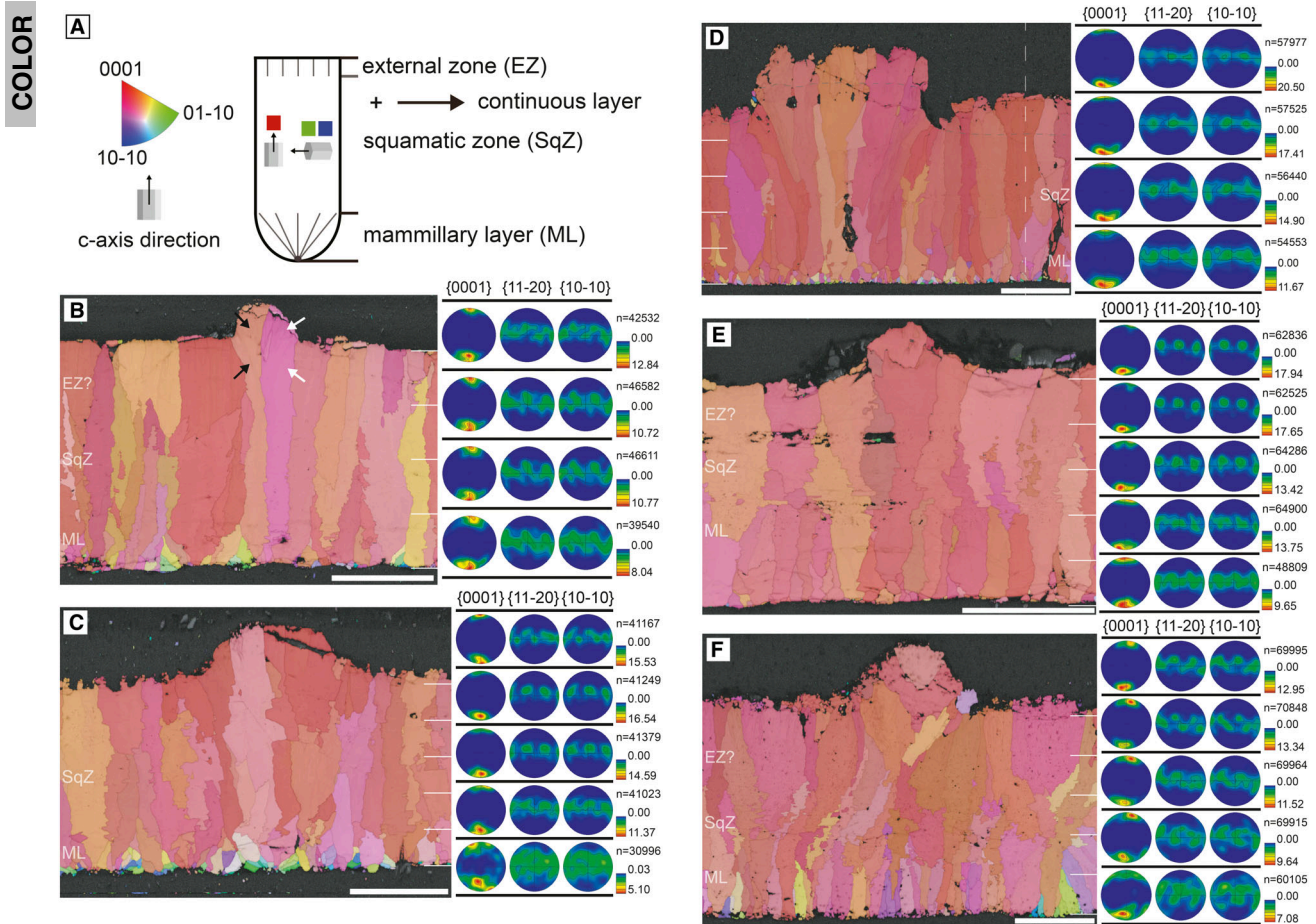 COLOR
A
0001
01-10
10-10
c-axis direction
external zone (EZ)
+ → continuous layer
squamatic zone (SqZ)
mammillary layer (ML)
B
EZ?
SqZ
ML
{0001} {11-20} {10-10}
n=42532
0.00
12.84
n=46582
0.00
10.72
n=46611
0.00
10.77
n=39540
0.00
8.04
C
SqZ
ML
{0001} {11-20} {10-10}
n=41167
0.00
15.53
n=41249
0.00
16.54
n=41379
0.00
14.59
n=41023
0.00
11.37
n=30996
0.03
5.10
D
SqZ
ML
{0001} {11-20} {10-10}
n=57977
0.00
20.50
n=57525
0.00
17.41
n=56440
0.00
14.90
n=54553
0.00
11.67
E
EZ?
SqZ
ML
{0001} {11-20} {10-10}
n=62836
0.00
17.94
n=62525
0.00
17.65
n=64286
0.00
13.42
n=64900
0.00
13.75
n=48809
0.00
9.65
F
EZ?
SqZ
ML
{0001} {11-20} {10-10}
n=69995
0.00
12.95
n=70848
0.00
13.34
n=69964
0.00
11.52
n=69915
0.00
9.64
n=60105
0.00
7.08